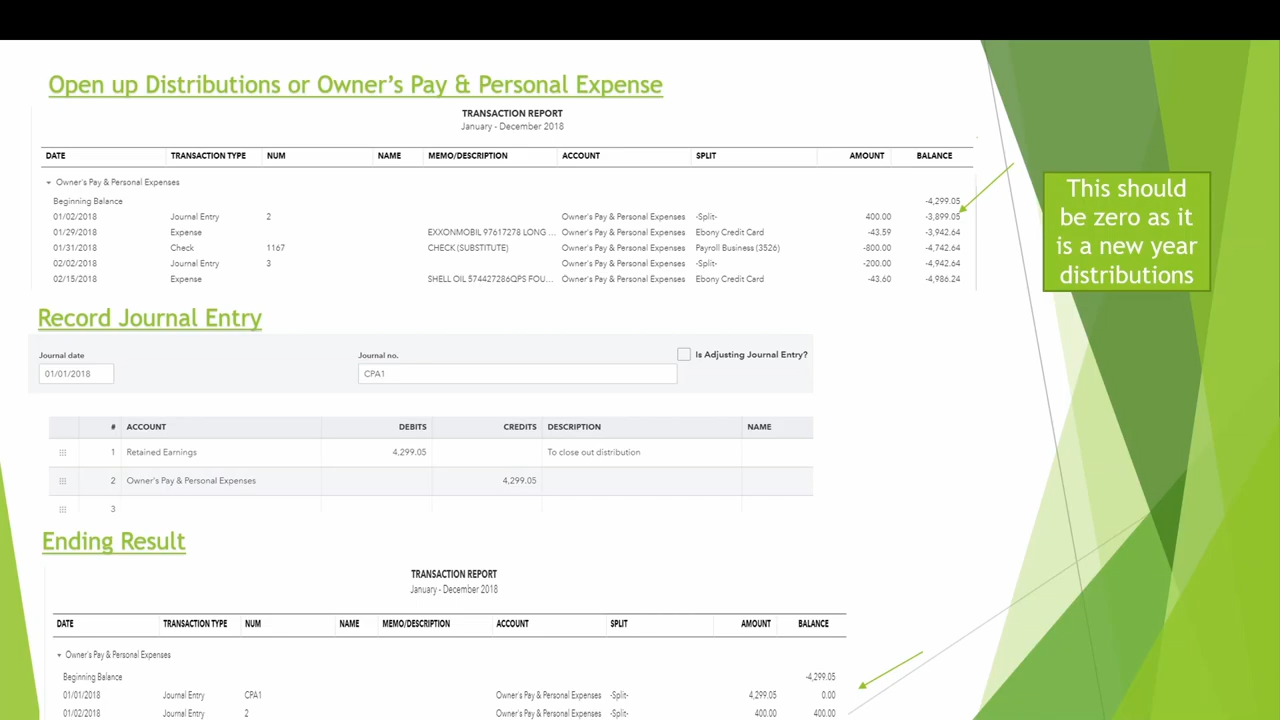 Open up Distributions or Owner's Pay & Personal Expense
TRANSACTION REPORT
January - December 2018
DATE TRANSACTION TYPE NUM NAME MEMO/DESCRIPTION ACCOUNT SPLIT AMOUNT BALANCE
Owner's Pay & Personal Expenses
Beginning Balance -4,299.05
01/02/2018 Journal Entry 2 Owner's Pay & Personal Expenses -Split- 400.00 -3,899.05
01/29/2018 Expense EXXONMOBIL 97617278 LONG ... Owner's Pay & Personal Expenses Ebony Credit Card -43.59 -3,942.64
01/31/2018 Check 1167 CHECK (SUBSTITUTE) Owner's Pay & Personal Expenses Payroll Business (3526) -800.00 -4,742.64
02/02/2018 Journal Entry 3 Owner's Pay & Personal Expenses -Split- -200.00 -4,942.64
02/15/2018 Expense SHELL OIL 574427286QPS FOU... Owner's Pay & Personal Expenses Ebony Credit Card -43.60 -4,986.24
This should
be zero as it
is a new year
distributions
Record Journal Entry
Journal date Journal no. Is Adjusting Journal Entry?
01/01/2018 CPA1
# ACCOUNT DEBITS CREDITS DESCRIPTION NAME
1 Retained Earnings 4,299.05 To close out distribution
2 Owner's Pay & Personal Expenses 4,299.05
3
Ending Result
TRANSACTION REPORT
January - December 2018
DATE TRANSACTION TYPE NUM NAME MEMO/DESCRIPTION ACCOUNT SPLIT AMOUNT BALANCE
Owner's Pay & Personal Expenses
Beginning Balance -4,299.05
01/01/2018 Journal Entry CPA1 Owner's Pay & Personal Expenses -Split- 4,299.05 0.00
01/02/2018 Journal Entry 2 Owner's Pay & Personal Expenses -Split- 400.00 400.00